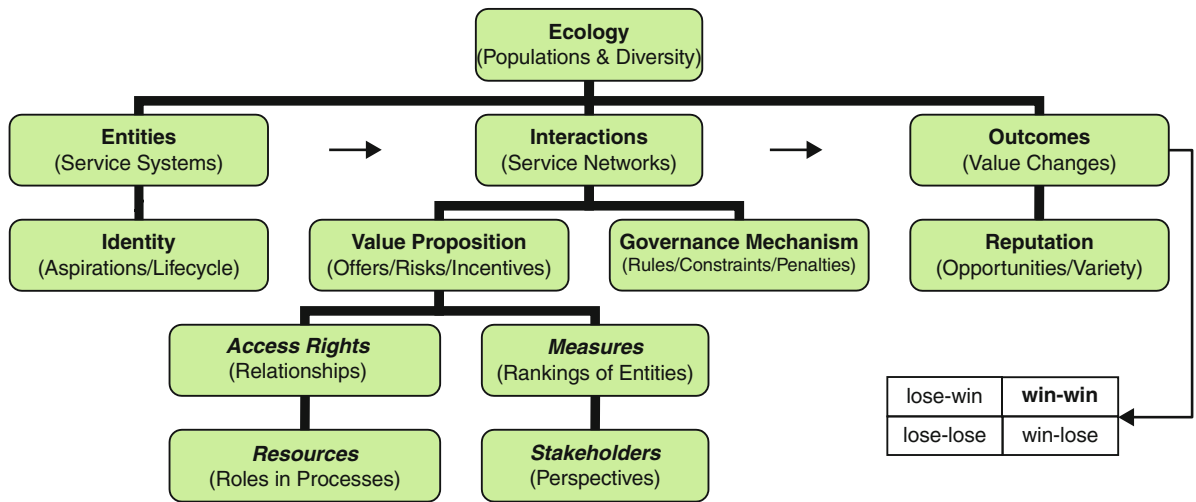 Ecology
(Populations & Diversity)
Entities
(Service Systems)
Interactions
(Service Networks)
Outcomes
(Value Changes)
Identity
(Aspirations/Lifecycle)
Value Proposition
(Offers/Risks/Incentives)
Governance Mechanism
(Rules/Constraints/Penalties)
Reputation
(Opportunities/Variety)
Access Rights
(Relationships)
Measures
(Rankings of Entities)
Resources
(Roles in Processes)
Stakeholders
(Perspectives)
lose-win
win-win
lose-lose
win-lose